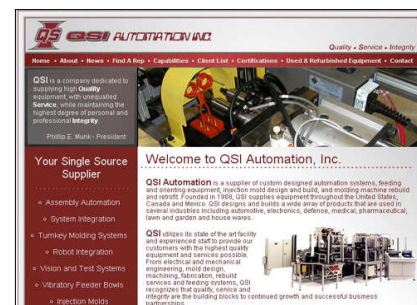 QSI QSI AUTOMATION INC.
Quality • Service • Integrity
Home • About • News • Find A Rep • Capabilities • Client List • Certifications • Used & Refurbished Equipment • Contact
QSI is a company dedicated to
supplying high Quality
equipment, with unequalled
Service, while maintaining the
highest degree of personal and
professional Integrity.
Phillip E. Munk - President
Your Single Source
Supplier
Assembly Automation
System Integration
Turnkey Molding Systems
Robot Integration
Vision and Test Systems
Vibratory Feeder Bowls
Injection Molds
Welcome to QSI Automation, Inc.
QSI Automation is a supplier of custom designed automation systems, feeding
and orienting equipment, injection mold design and build, and molding machine rebuild
and retrofit. Founded in 1988, QSI supplies equipment throughout the United States,
Canada and Mexico. QSI designs and builds a wide array of products that are used in
several industries including automotive, electronics, defense, medical, pharmaceutical,
lawn and garden and house wares.
QSI utilizes its state of the art facility
and experienced staff to provide our
customers with the highest quality
equipment and services possible.
From electrical and mechanical
engineering, mold design,
machining, fabrication, rebuild
services and feeding systems, QSI
recognizes that quality, service and
integrity are the building blocks to continued growth and successful business
partnerships.